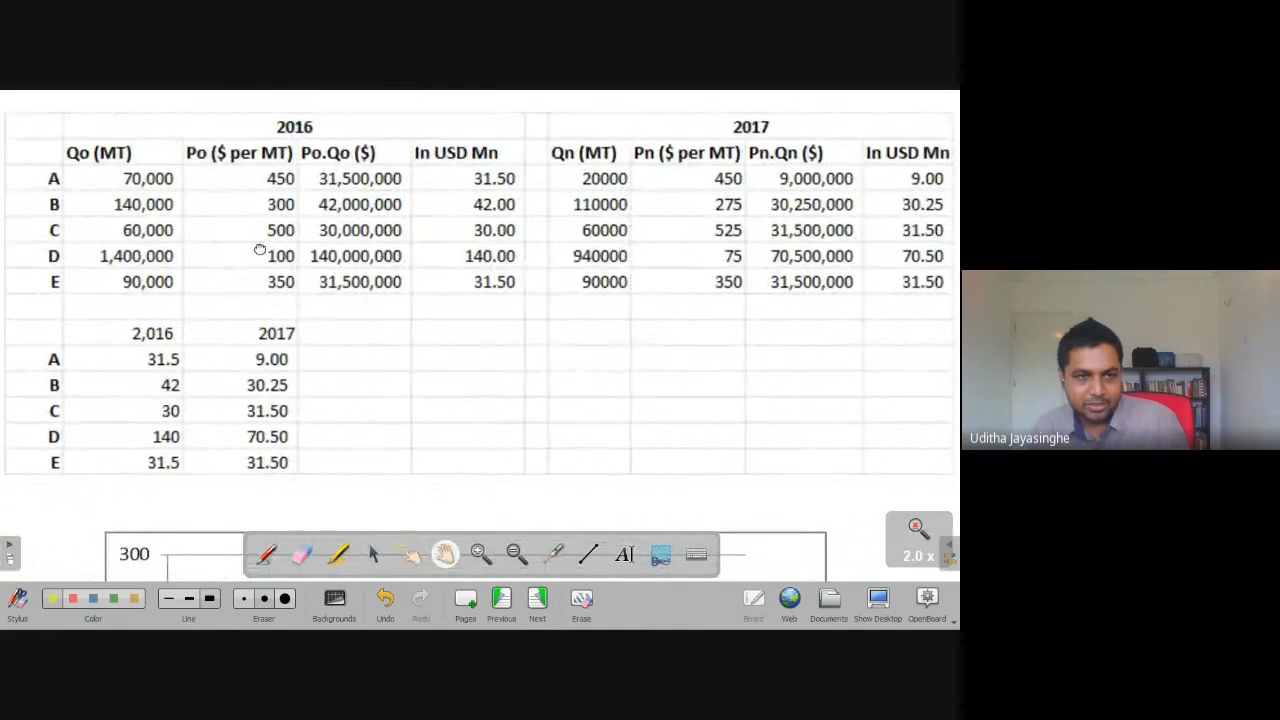 2016 2017
Qo (MT) Po ($ per MT) Po.Qo ($) In USD Mn Qn (MT) Pn ($ per MT) Pn.Qn ($) In USD Mn
A 70,000 450 31,500,000 31.50 20000 450 9,000,000 9.00
B 140,000 300 42,000,000 42.00 110000 275 30,250,000 30.25
C 60,000 500 30,000,000 30.00 60000 525 31,500,000 31.50
D 1,400,000 100 140,000,000 140.00 940000 75 70,500,000 70.50
E 90,000 350 31,500,000 31.50 90000 350 31,500,000 31.50
2,016 2017
A 31.5 9.00
B 42 30.25
C 30 31.50
D 140 70.50
E 31.5 31.50
Uditha Jayasinghe
300
AI
2.0 x
Stylus Color Line Eraser Backgrounds Undo Redo Pages Previous Next Erase Board Web Documents Show Desktop OpenBoard